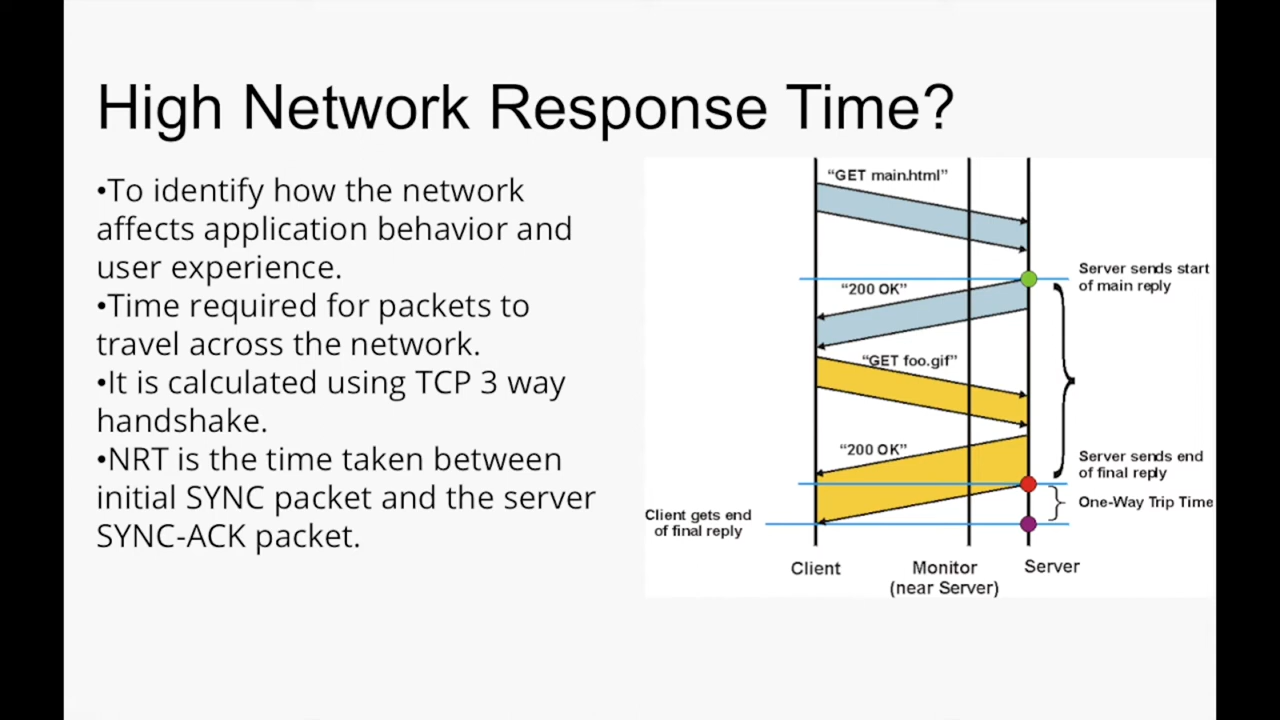 High Network Response Time?
•To identify how the network
affects application behavior and
user experience.
•Time required for packets to
travel across the network.
•It is calculated using TCP 3 way
handshake.
•NRT is the time taken between
initial SYNC packet and the server
SYNC-ACK packet.
“GET main.html”
Server sends start
of main reply
“200 OK”
“GET foo.gif”
“200 OK”
Server sends end
of final reply
One-Way Trip Time
Client gets end
of final reply
Client
Monitor
(near Server)
Server